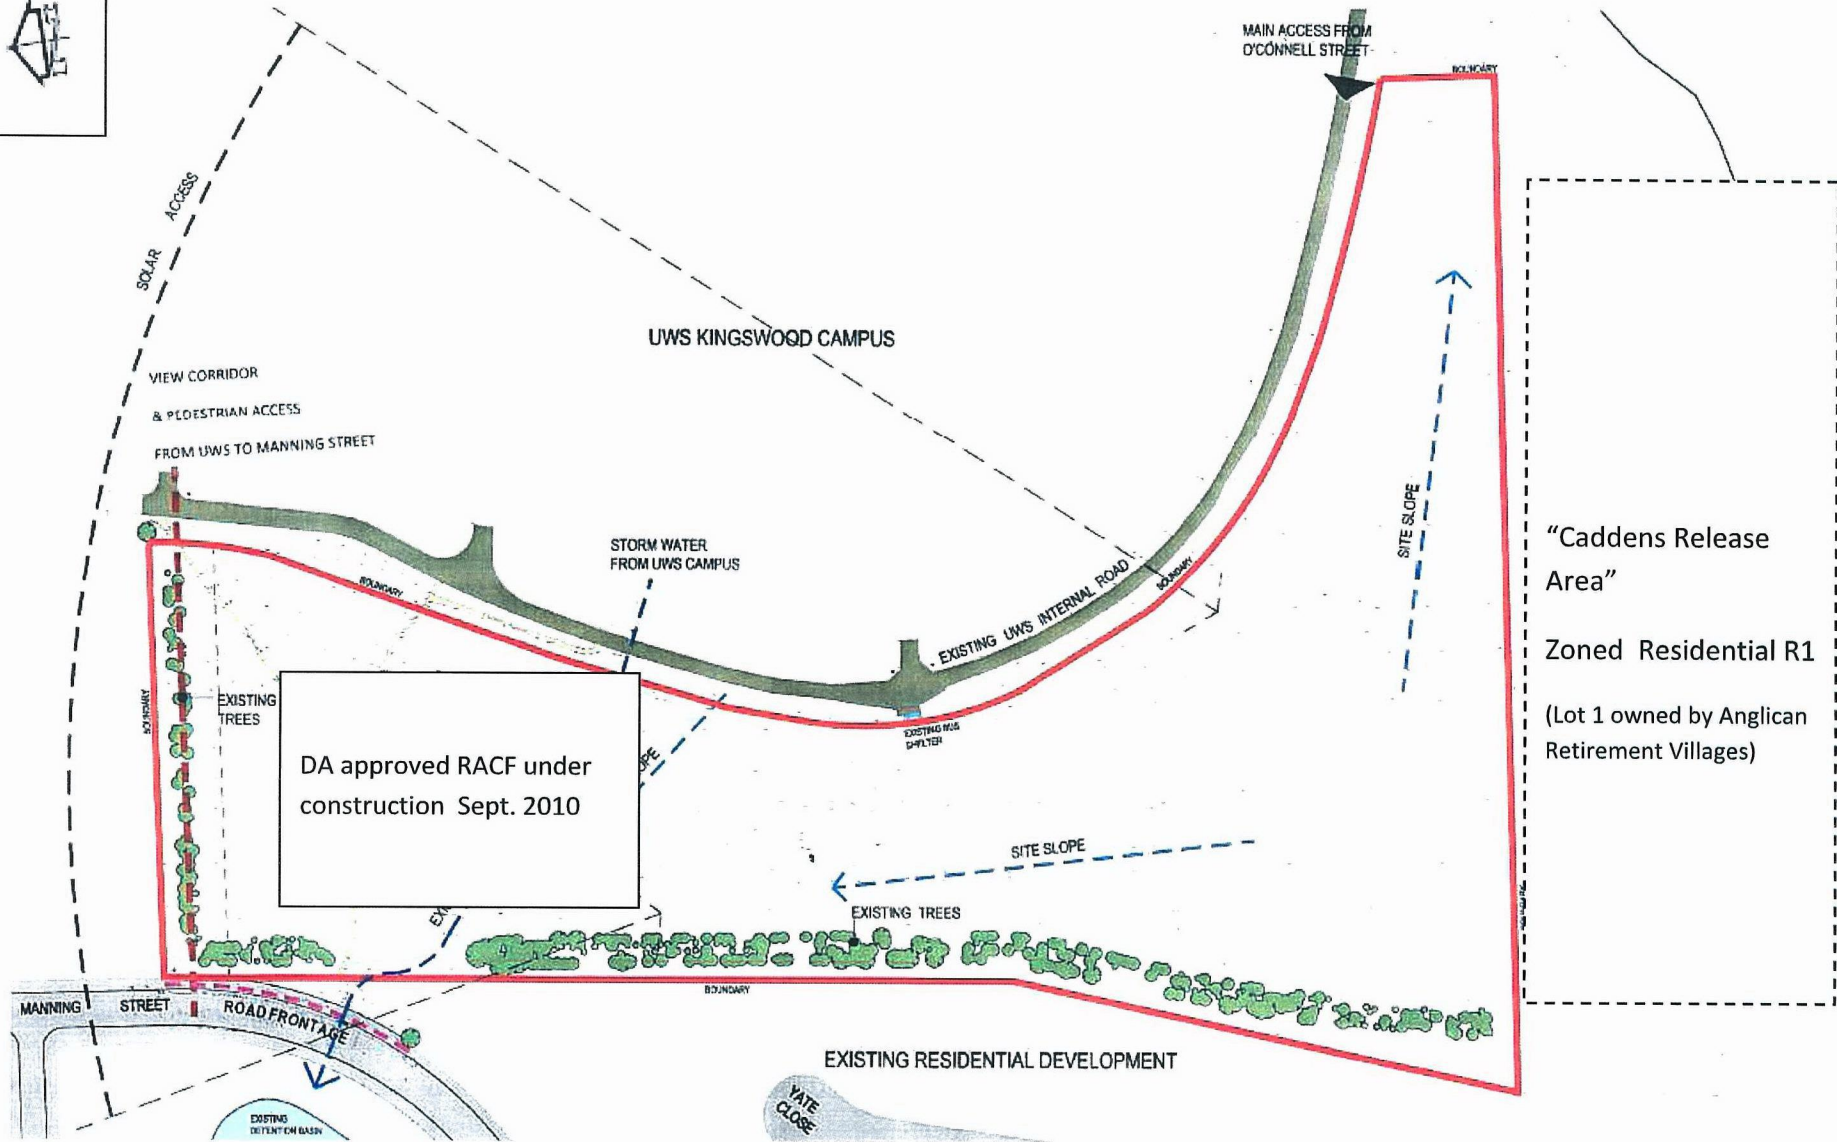 MAIN ACCESS FROM
O'CONNELL STREET
BOUNDARY
SOLAR ACCESS
UWS KINGSWOOD CAMPUS
VIEW CORRIDOR
& PEDESTRIAN ACCESS
FROM UWS TO MANNING STREET
STORM WATER
FROM UWS CAMPUS
BOUNDARY
EXISTING UWS INTERNAL ROAD
BOUNDARY
SITE SLOPE
"Caddens Release
Area"
Zoned Residential R1
(Lot 1 owned by Anglican
Retirement Villages)
BOUNDARY
EXISTING
TREES
EXISTING BUS
SHELTER
DA approved RACF under
construction Sept. 2010
OPE
SITE SLOPE
EXISTING TREES
EXI
BOUNDARY
BOUNDARY
MANNING STREET
ROAD FRONTAGE
EXISTING RESIDENTIAL DEVELOPMENT
YATE
CLOSE
EXISTING
DETENTION BASIN